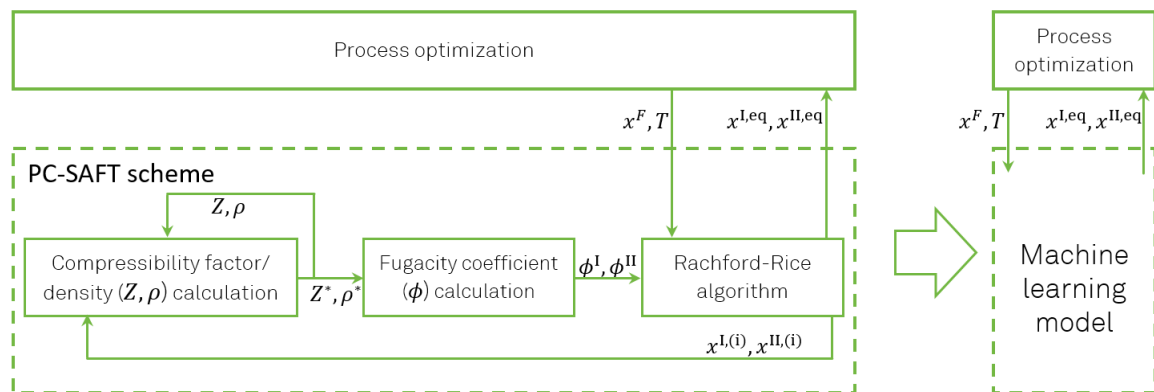 Process optimization
x^F, T
x^{I,eq}, x^{II,eq}
PC-SAFT scheme
Z, ρ
Compressibility factor/
density (Z, ρ) calculation
Z*, ρ*
Fugacity coefficient
(ϕ) calculation
ϕ^I, ϕ^{II}
Rachford-Rice
algorithm
x^{I,(i)}, x^{II,(i)}
Process
optimization
x^F, T
x^{I,eq}, x^{II,eq}
Machine
learning
model